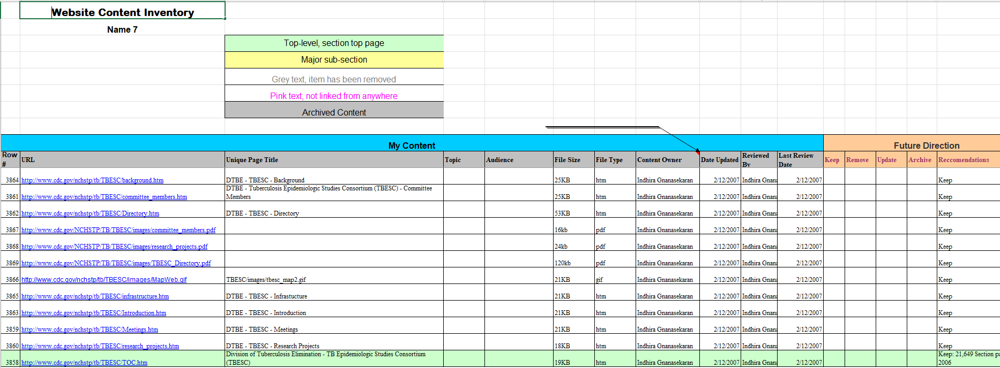 Website Content Inventory
Name 7
Top-level, section top page
Major sub-section
Grey text, item has been removed
Pink text, not linked from anywhere
Archived Content
My Content Future Direction
Row # URL Unique Page Title Topic Audience File Size File Type Content Owner Date Updated Reviewed By Last Review Date Keep Remove Update Archive Reccomendations
3864 http://www.cdc.gov/nchstp/tb/TBESC/background.htm DTBE - TBESC - Background 25KB htm Indhira Gnanasekaran 2/12/2007 Indhira Gnana 2/12/2007 Keep
3861 http://www.cdc.gov/nchstp/tb/TBESC/committee_members.htm DTBE - Tuberculosis Epidemiologic Studies Consortium (TBESC) - Committee Members 25KB htm Indhira Gnanasekaran 2/12/2007 Indhira Gnana 2/12/2007 Keep
3862 http://www.cdc.gov/nchstp/tb/TBESC/Directory.htm DTBE - TBESC - Directory 53KB htm Indhira Gnanasekaran 2/12/2007 Indhira Gnana 2/12/2007 Keep
3867 http://www.cdc.gov/NCHSTP/TB/TBESC/images/committee_members.pdf 16kb pdf Indhira Gnanasekaran 2/12/2007 Indhira Gnana 2/12/2007 Keep
3868 http://www.cdc.gov/NCHSTP/TB/TBESC/images/research_projects.pdf 24kb pdf Indhira Gnanasekaran 2/12/2007 Indhira Gnana 2/12/2007 Keep
3869 http://www.cdc.gov/NCHSTP/TB/TBESC/images/TBESC_Directory.pdf 120kb pdf Indhira Gnanasekaran 2/12/2007 Indhira Gnana 2/12/2007 Keep
3866 http://www.cdc.gov/nchstp/tb/TBESC/images/MapWeb.gif TBESC/images/tbesc_map2.gif 21KB gif Indhira Gnanasekaran 2/12/2007 Indhira Gnana 2/12/2007 Keep
3865 http://www.cdc.gov/nchstp/tb/TBESC/infrastructure.htm DTBE - TBESC - Infrastucture 21KB htm Indhira Gnanasekaran 2/12/2007 Indhira Gnana 2/12/2007 Keep
3863 http://www.cdc.gov/nchstp/tb/TBESC/Introduction.htm DTBE - TBESC - Introduction 21KB htm Indhira Gnanasekaran 2/12/2007 Indhira Gnana 2/12/2007 Keep
3859 http://www.cdc.gov/nchstp/tb/TBESC/Meetings.htm DTBE - TBESC - Meetings 21KB htm Indhira Gnanasekaran 2/12/2007 Indhira Gnana 2/12/2007 Keep
3860 http://www.cdc.gov/nchstp/tb/TBESC/research_projects.htm DTBE - TBESC - Research Projects 18KB htm Indhira Gnanasekaran 2/12/2007 Indhira Gnana 2/12/2007 Keep
3858 http://www.cdc.gov/nchstp/tb/TBESC/TOC.htm Division of Tuberculosis Elimination - TB Epidemiologic Studies Consortium (TBESC) 19KB htm Indhira Gnanasekaran 2/12/2007 Indhira Gnana 2/12/2007 Keep: 21,649 Section pa 2006